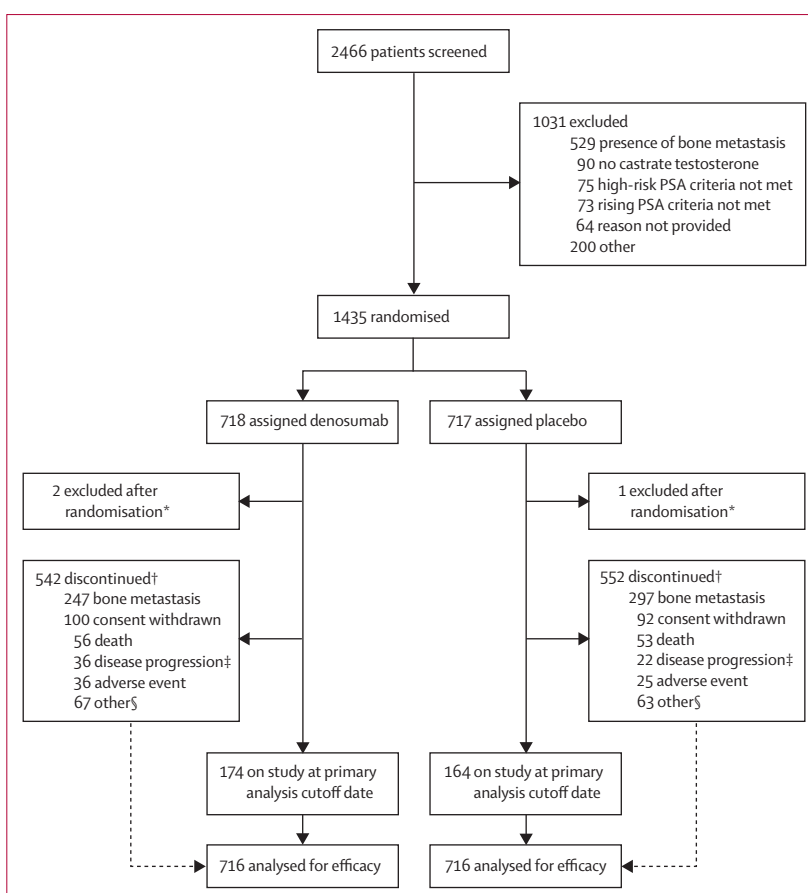 2466 patients screened
1031 excluded
529 presence of bone metastasis
90 no castrate testosterone
75 high-risk PSA criteria not met
73 rising PSA criteria not met
64 reason not provided
200 other
1435 randomised
718 assigned denosumab
717 assigned placebo
2 excluded after
randomisation*
1 excluded after
randomisation*
542 discontinued†
247 bone metastasis
100 consent withdrawn
56 death
36 disease progression‡
36 adverse event
67 other§
552 discontinued†
297 bone metastasis
92 consent withdrawn
53 death
22 disease progression‡
25 adverse event
63 other§
174 on study at primary
analysis cutoff date
164 on study at primary
analysis cutoff date
716 analysed for efficacy
716 analysed for efficacy